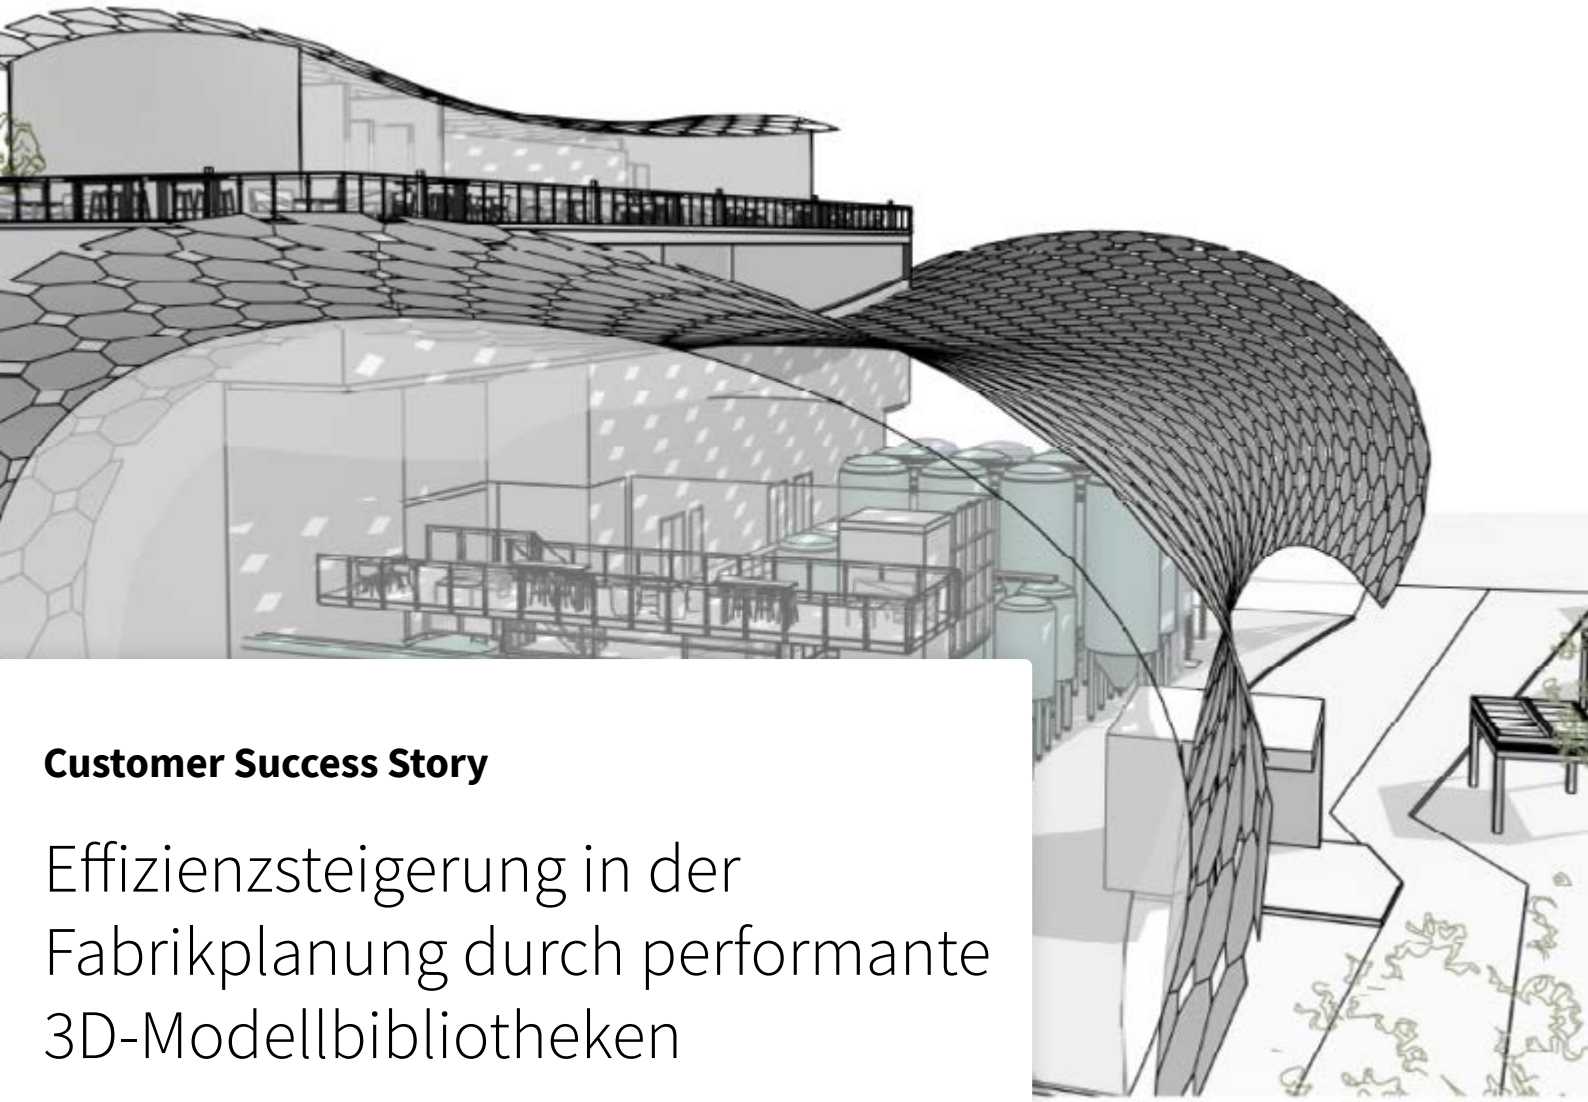 Customer Success Story
Effizienzsteigerung in der
Fabrikplanung durch performante
3D-Modellbibliotheken